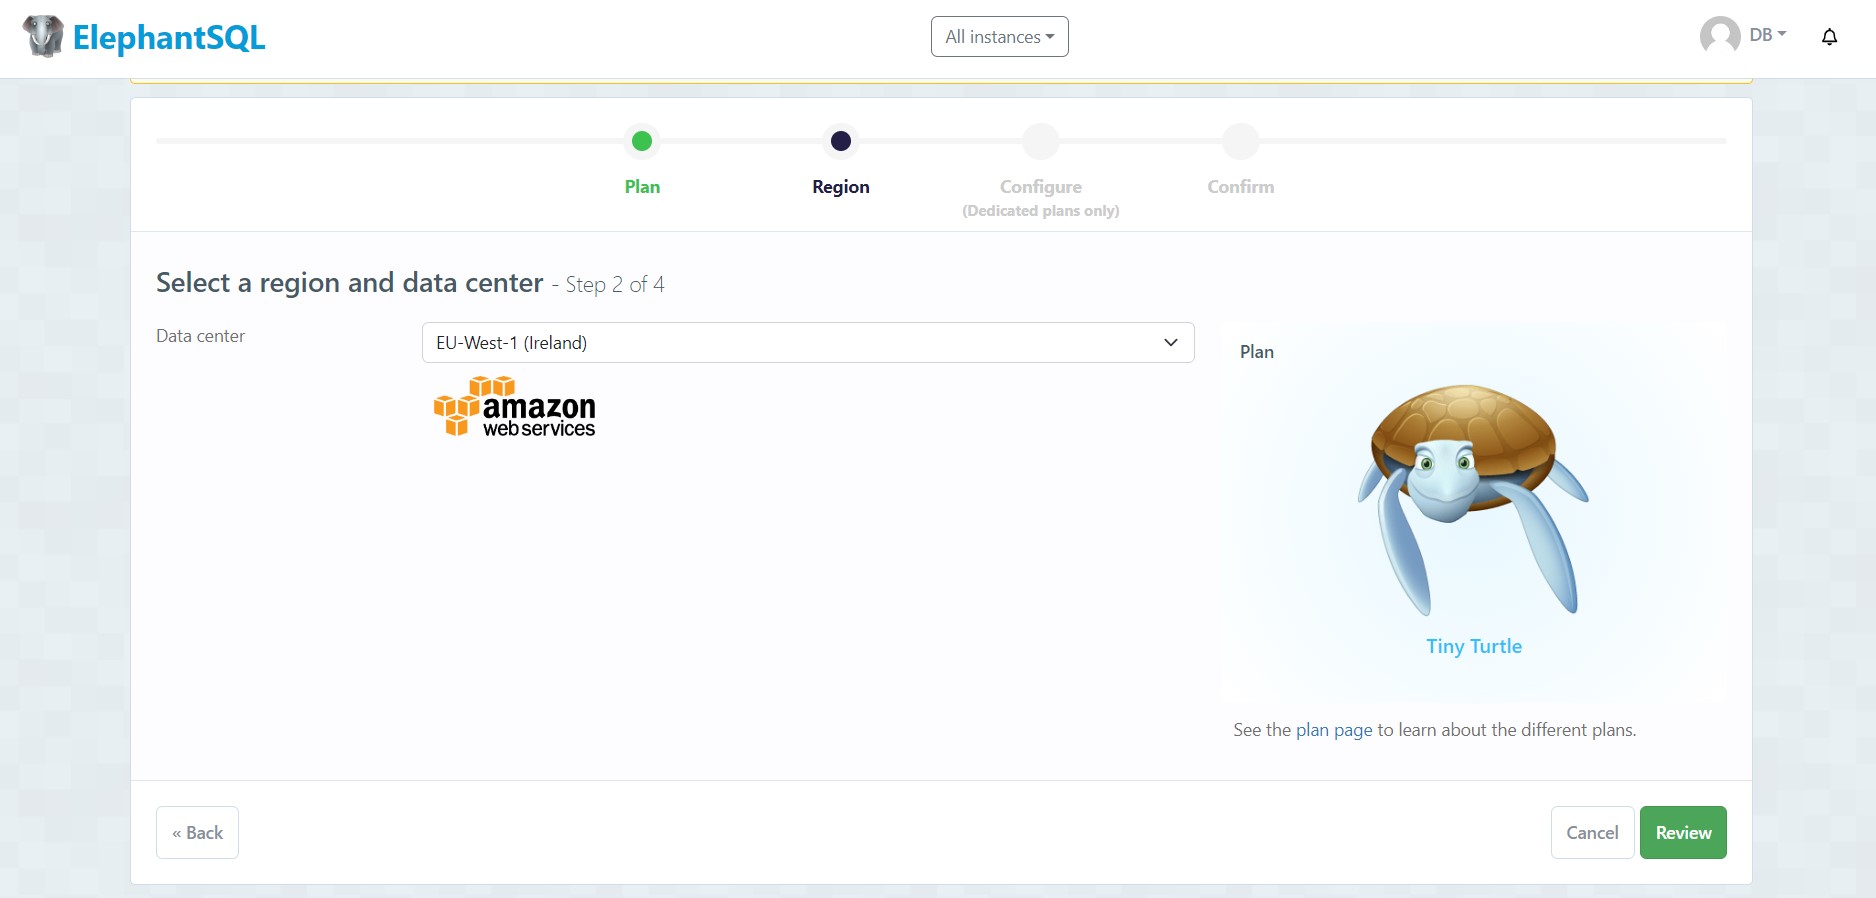 ElephantSQL
All instances
DB
Plan
Region
Configure
(Dedicated plans only)
Confirm
Select a region and data center - Step 2 of 4
Data center
EU-West-1 (Ireland)
amazon
web services
Plan
Tiny Turtle
See the plan page to learn about the different plans.
« Back
Cancel
Review